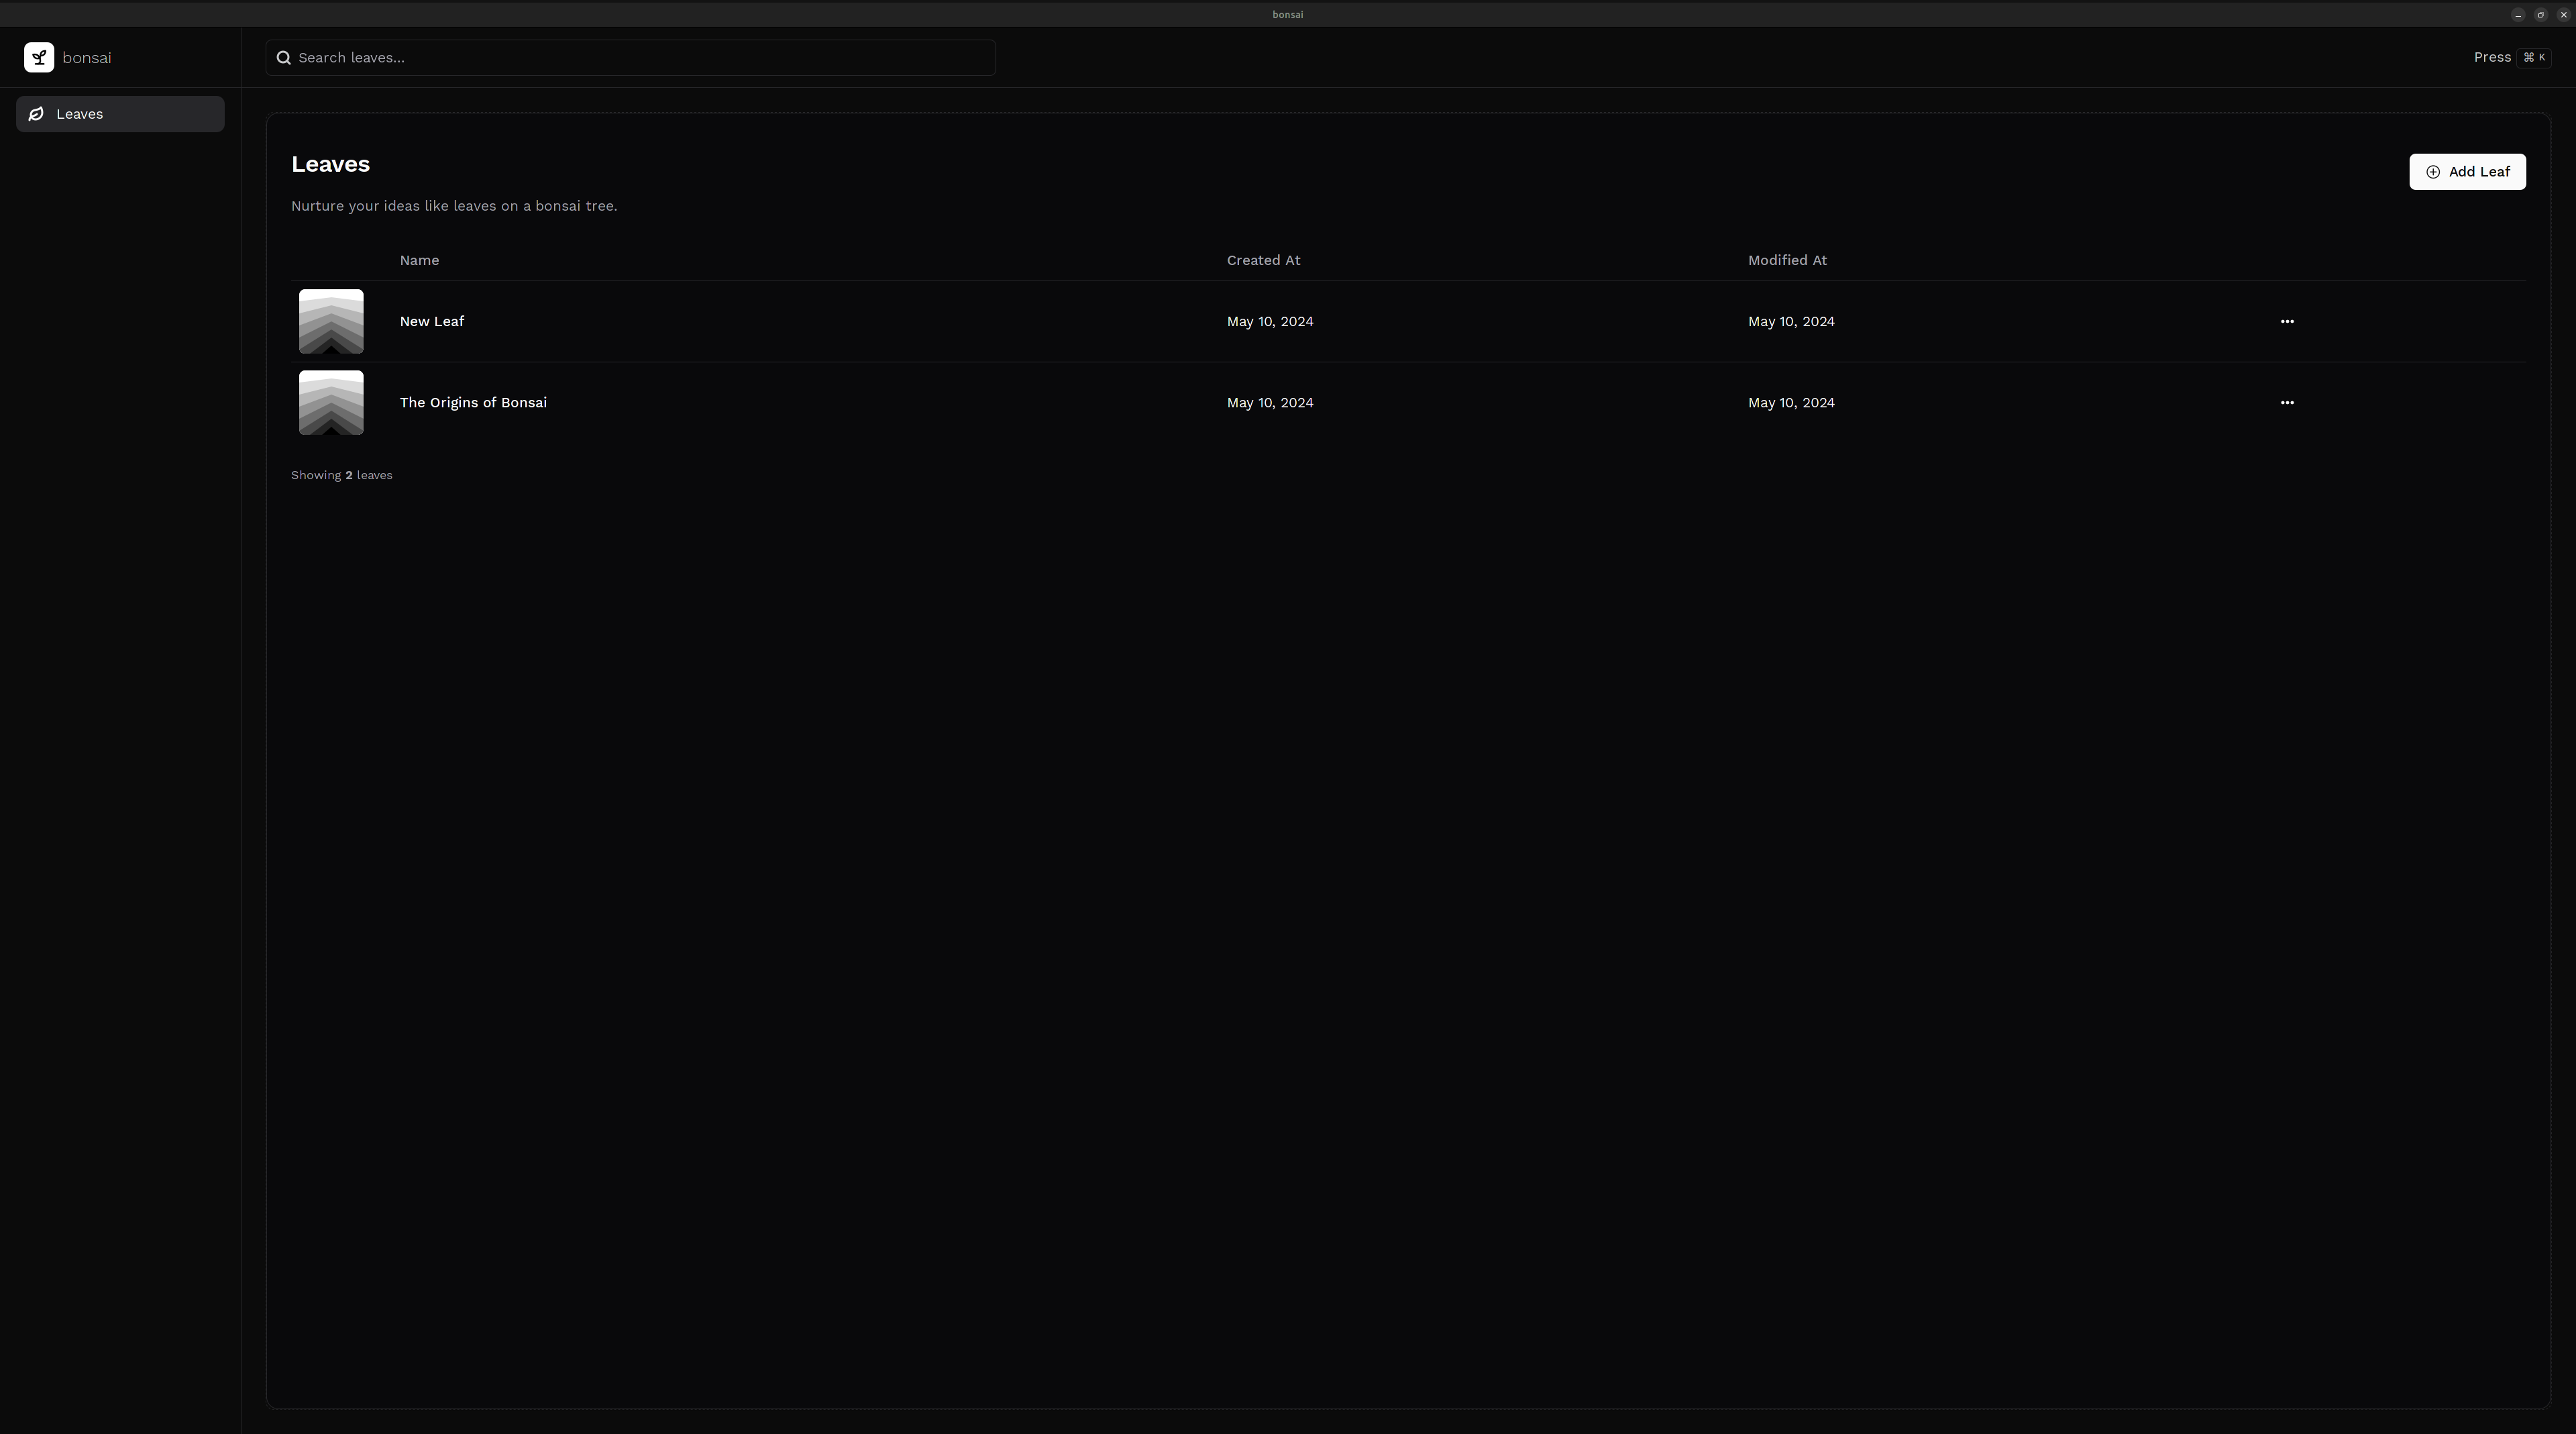 bonsai
bonsai
Search leaves...
Press ⌘ K
Leaves
Leaves
Add Leaf
Nurture your ideas like leaves on a bonsai tree.
Name Created At Modified At
New Leaf May 10, 2024 May 10, 2024
The Origins of Bonsai May 10, 2024 May 10, 2024
Showing 2 leaves